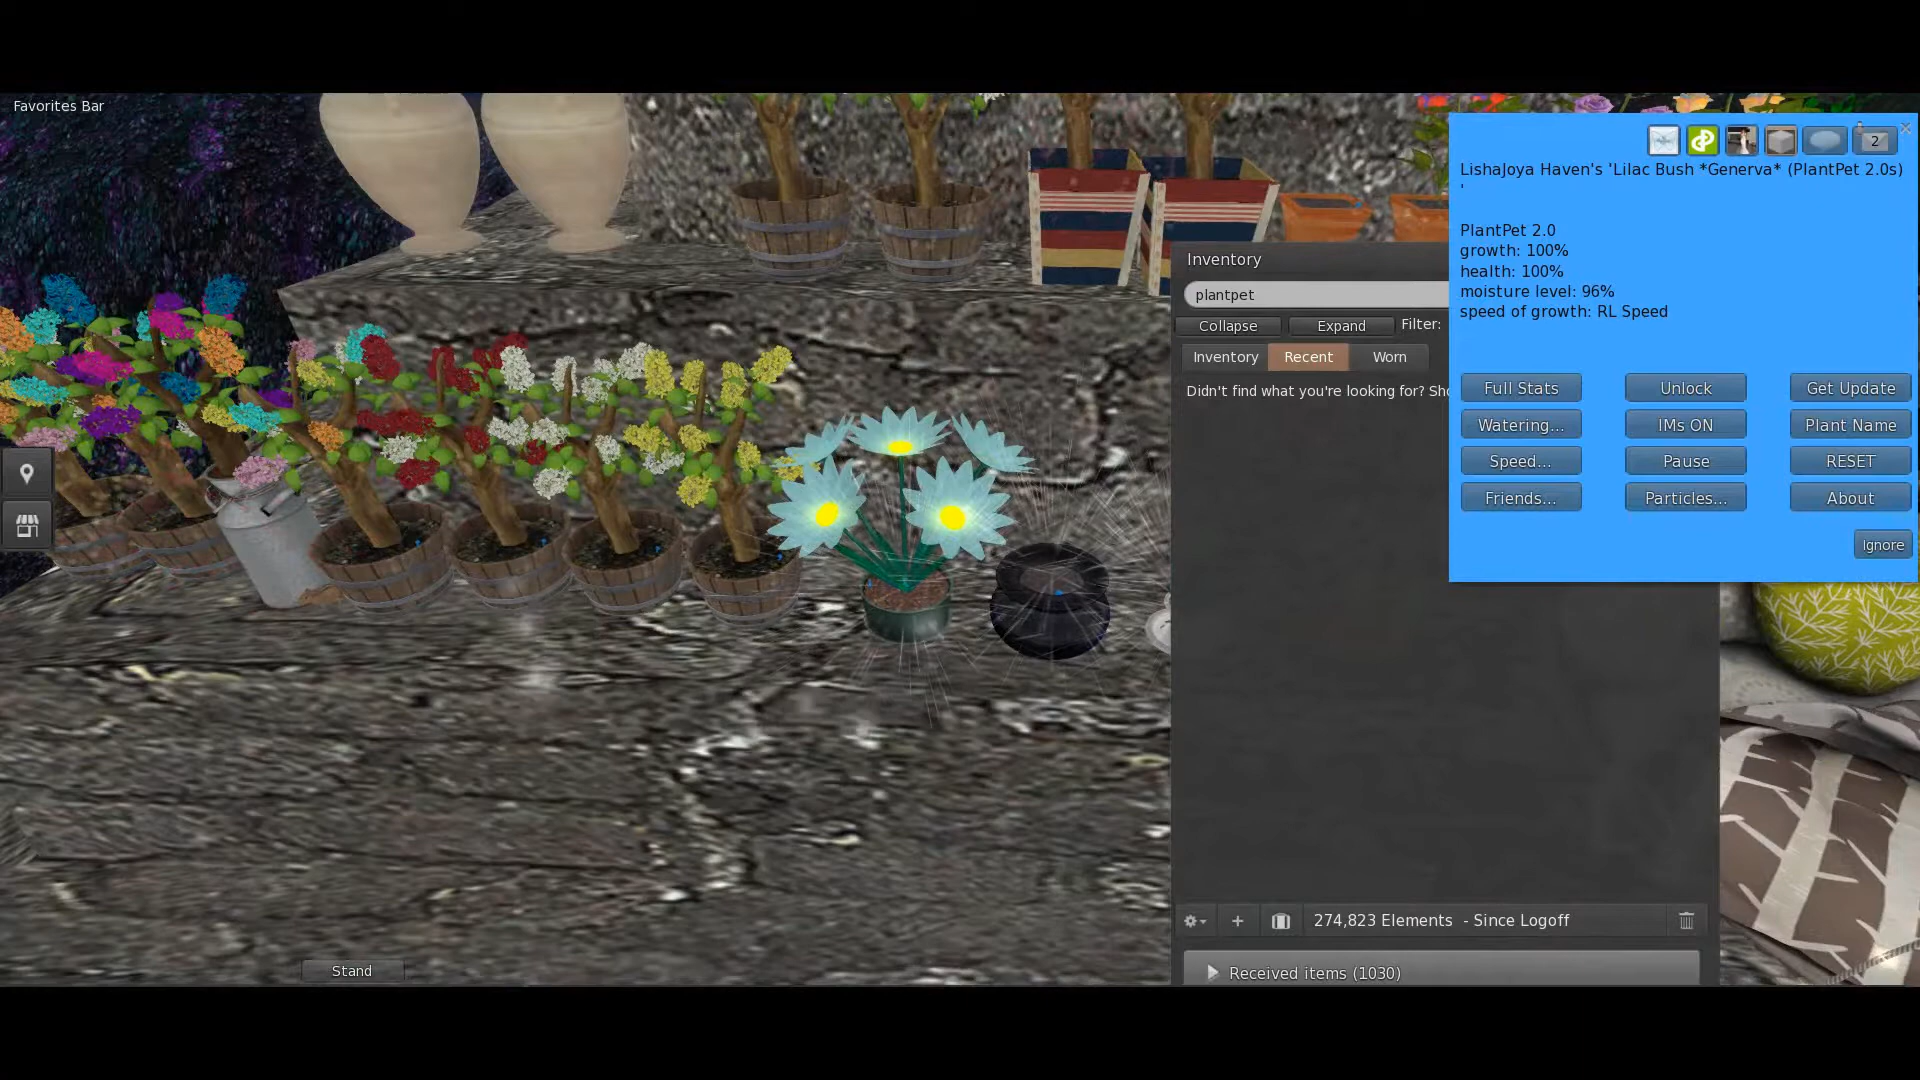 Favorites Bar
2
LishaJoya Haven's 'Lilac Bush *Generva* (PlantPet 2.0s)
'
PlantPet 2.0
growth: 100%
health: 100%
moisture level: 96%
speed of growth: RL Speed
Full Stats Unlock Get Update
Watering... IMs ON Plant Name
Speed... Pause RESET
Friends... Particles... About
Ignore
Inventory
plantpet
Collapse Expand Filter:
Inventory Recent Worn
Didn't find what you're looking for? Sho
274,823 Elements - Since Logoff
Received items (1030)
Stand